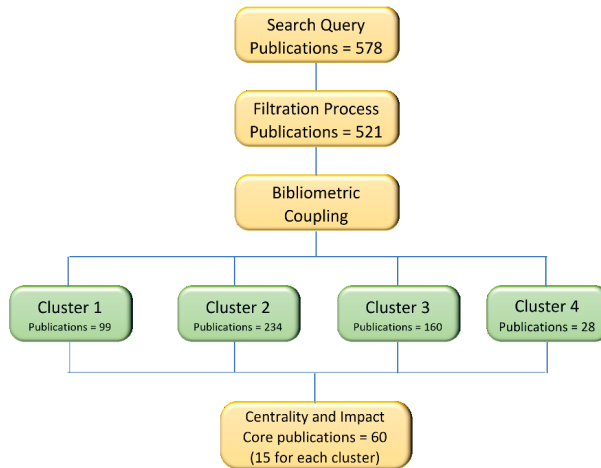 Search Query
Publications = 578
Filtration Process
Publications = 521
Bibliometric
Coupling
Cluster 1
Publications = 99
Cluster 2
Publications = 234
Cluster 3
Publications = 160
Cluster 4
Publications = 28
Centrality and Impact
Core publications = 60
(15 for each cluster)